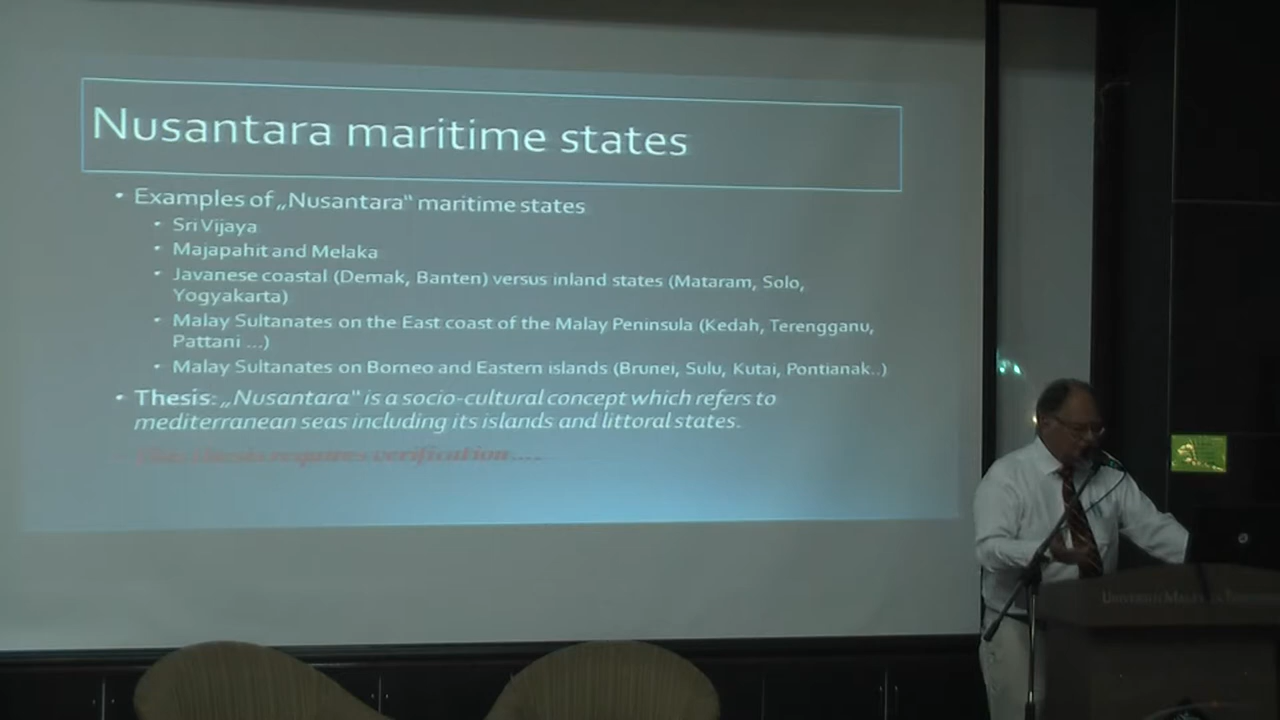 Nusantara maritime states
• Examples of „Nusantara" maritime states
• Sri Vijaya
• Majapahit and Melaka
• Javanese coastal (Demak, Banten) versus inland states (Mataram, Solo,
Yogyakarta)
• Malay Sultanates on the East coast of the Malay Peninsula (Kedah, Terengganu,
Pattani ...)
• Malay Sultanates on Borneo and Eastern islands (Brunei, Sulu, Kutai, Pontianak..)
• Thesis: „Nusantara" is a socio-cultural concept which refers to
mediterranean seas including its islands and littoral states.
thesis requires verification ....